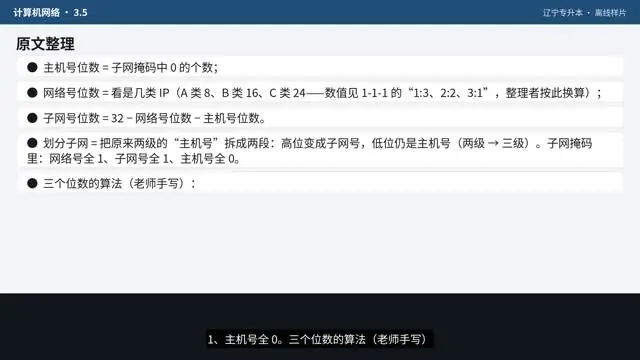 计算机网络 · 3.5
辽宁专升本 · 离线样片
原文整理
● 主机号位数 = 子网掩码中 0 的个数；
● 网络号位数 = 看是几类 IP（A 类 8、B 类 16、C 类 24——数值见 1-1-1 的“1:3、2:2、3:1”，整理者按此换算）；
● 子网号位数 = 32 − 网络号位数 − 主机号位数。
● 划分子网 = 把原来两级的“主机号”拆成两段：高位变成子网号，低位仍是主机号（两级 → 三级）。子网掩码
里：网络号全 1、子网号全 1、主机号全 0。
● 三个位数的算法（老师手写）：
1、主机号全 0。三个位数的算法（老师手写）